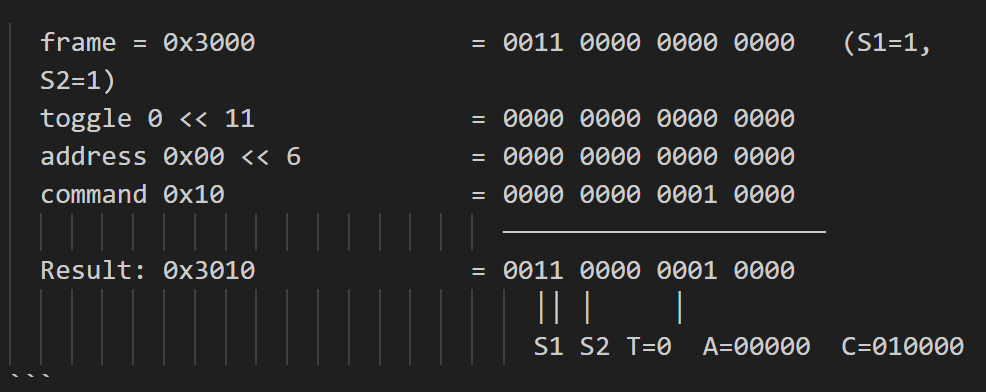 frame = 0x3000              = 0011 0000 0000 0000   (S1=1,
S2=1)
toggle 0 << 11              = 0000 0000 0000 0000
address 0x00 << 6           = 0000 0000 0000 0000
command 0x10                = 0000 0000 0001 0000
                              ─────────────────────
Result: 0x3010              = 0011 0000 0001 0000
                                ││ │     │
                                S1 S2 T=0  A=00000  C=010000
```